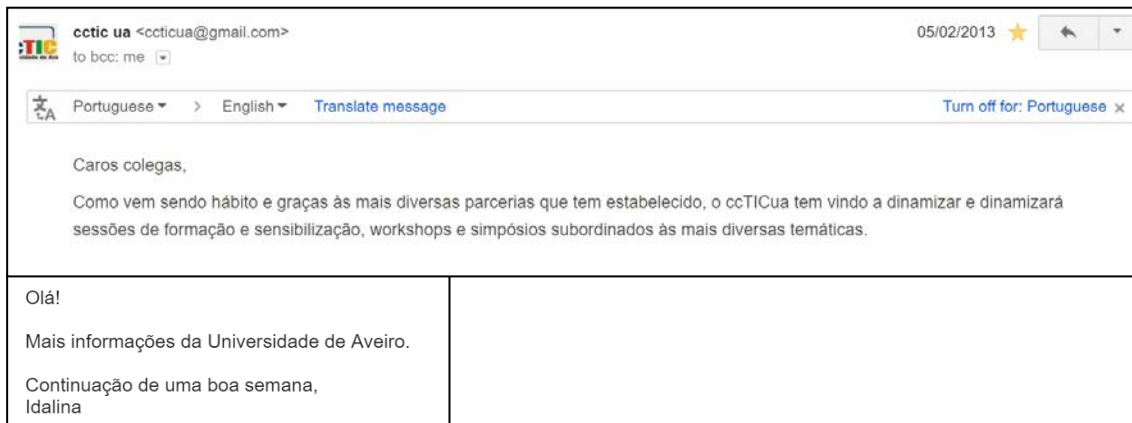 cctic ua <ccticua@gmail.com>
05/02/2013
to bcc: me
Portuguese > English Translate message
Turn off for: Portuguese x
Caros colegas,
Como vem sendo hábito e graças às mais diversas parcerias que tem estabelecido, o ccTICua tem vindo a dinamizar e dinamizará
sessões de formação e sensibilização, workshops e simpósios subordinados às mais diversas temáticas.
Olá!
Mais informações da Universidade de Aveiro.
Continuação de uma boa semana,
Idalina